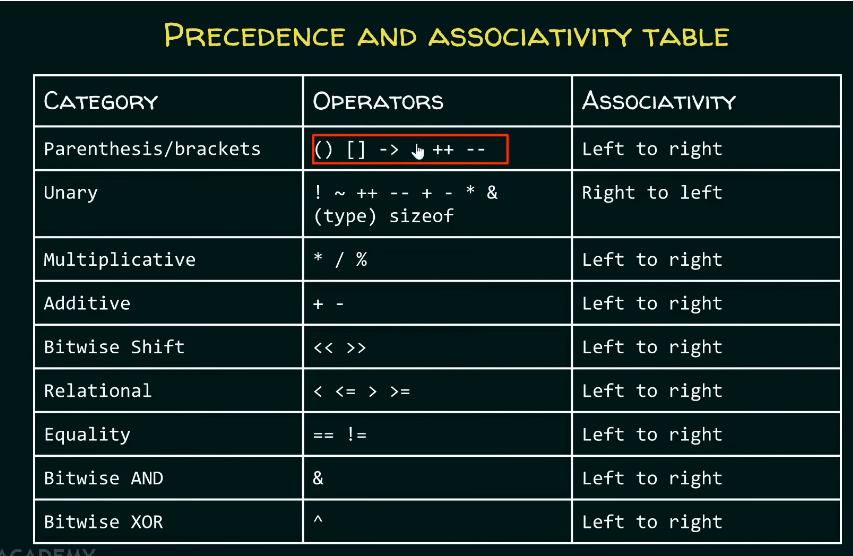 PRECEDENCE AND ASSOCIATIVITY TABLE
CATEGORY OPERATORS ASSOCIATIVITY
Parenthesis/brackets () [] -> ++ -- Left to right
Unary ! ~ ++ -- + - * & Right to left
(type) sizeof
Multiplicative * / % Left to right
Additive + - Left to right
Bitwise Shift << >> Left to right
Relational < <= > >= Left to right
Equality == != Left to right
Bitwise AND & Left to right
Bitwise XOR ^ Left to right
ACADEMY